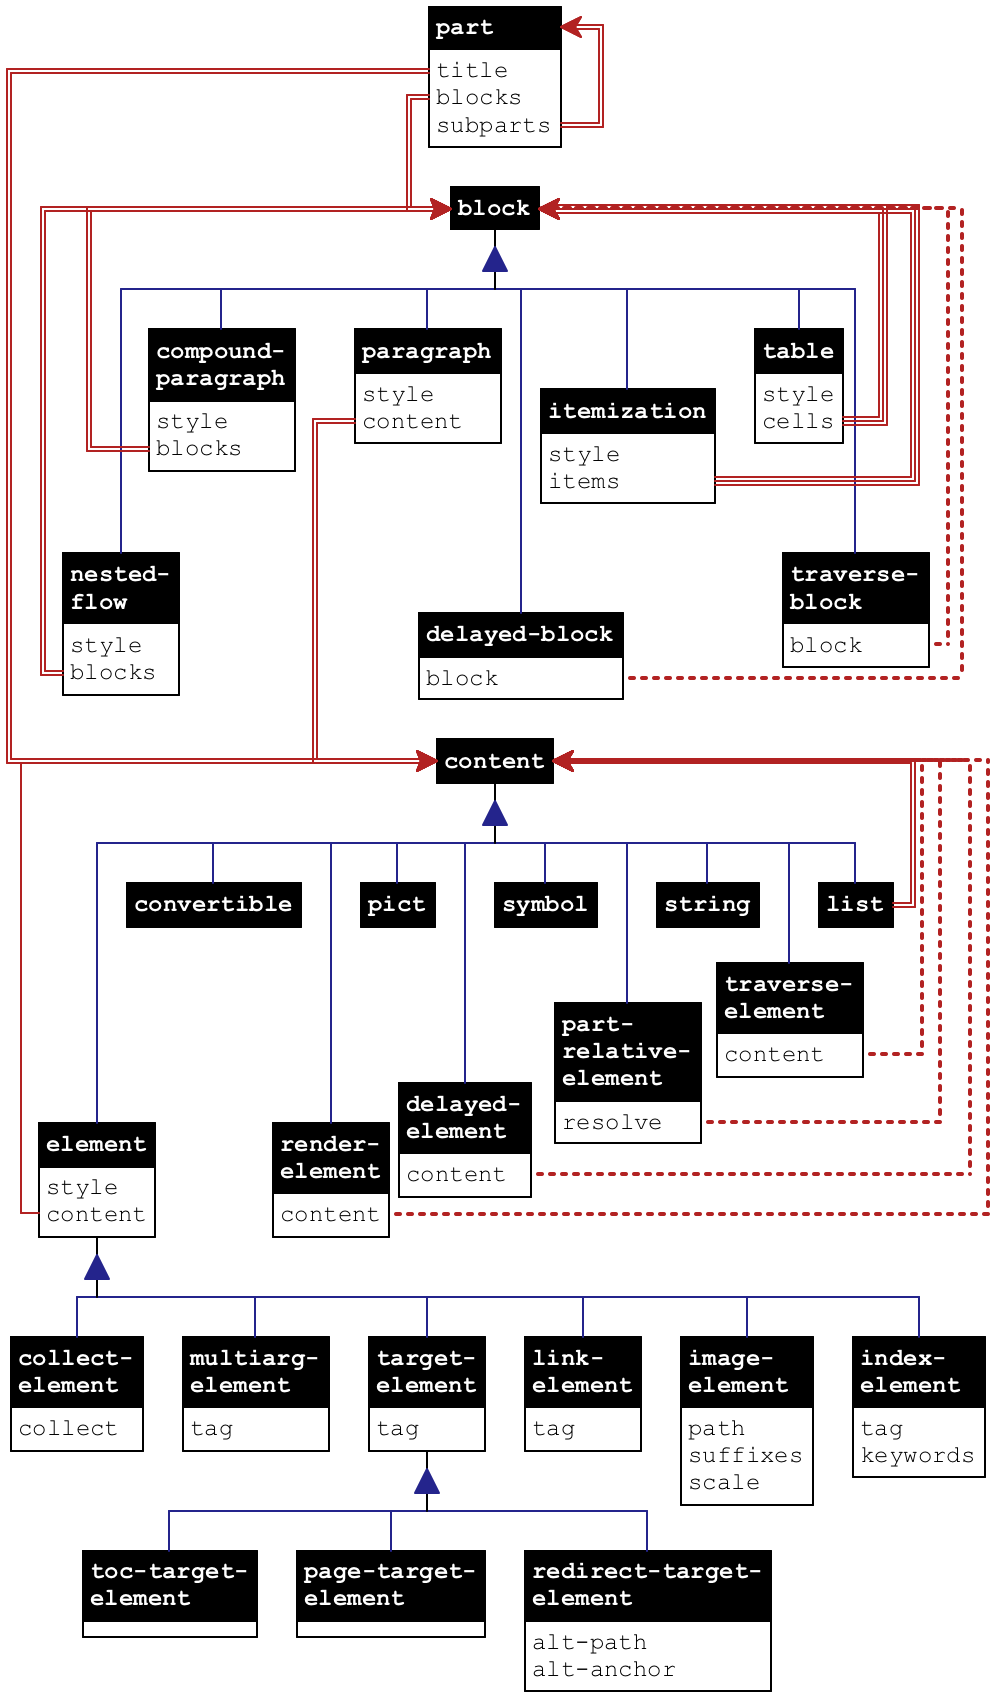 part
title
blocks
subparts
block
compound-
paragraph
style
blocks
paragraph
style
content
itemization
style
items
table
style
cells
nested-
flow
style
blocks
delayed-block
block
traverse-
block
block
content
convertible
pict
symbol
string
list
traverse-
element
content
part-
relative-
element
resolve
delayed-
element
content
element
style
content
render-
element
content
collect-
element
collect
multiarg-
element
tag
target-
element
tag
link-
element
tag
image-
element
path
suffixes
scale
index-
element
tag
keywords
toc-target-
element
page-target-
element
redirect-target-
element
alt-path
alt-anchor